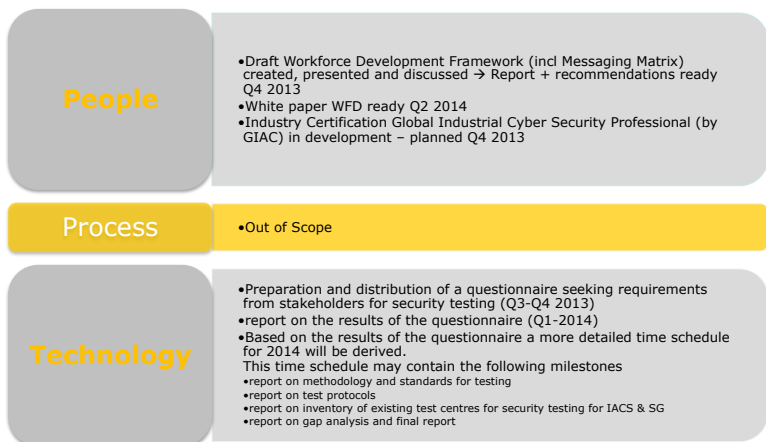 People
•Draft Workforce Development Framework (incl Messaging Matrix)
created, presented and discussed → Report + recommendations ready
Q4 2013
•White paper WFD ready Q2 2014
•Industry Certification Global Industrial Cyber Security Professional (by
GIAC) in development – planned Q4 2013
Process
•Out of Scope
Technology
•Preparation and distribution of a questionnaire seeking requirements
from stakeholders for security testing (Q3-Q4 2013)
•report on the results of the questionnaire (Q1-2014)
•Based on the results of the questionnaire a more detailed time schedule
for 2014 will be derived.
This time schedule may contain the following milestones
•report on methodology and standards for testing
•report on test protocols
•report on inventory of existing test centres for security testing for IACS & SG
•report on gap analysis and final report